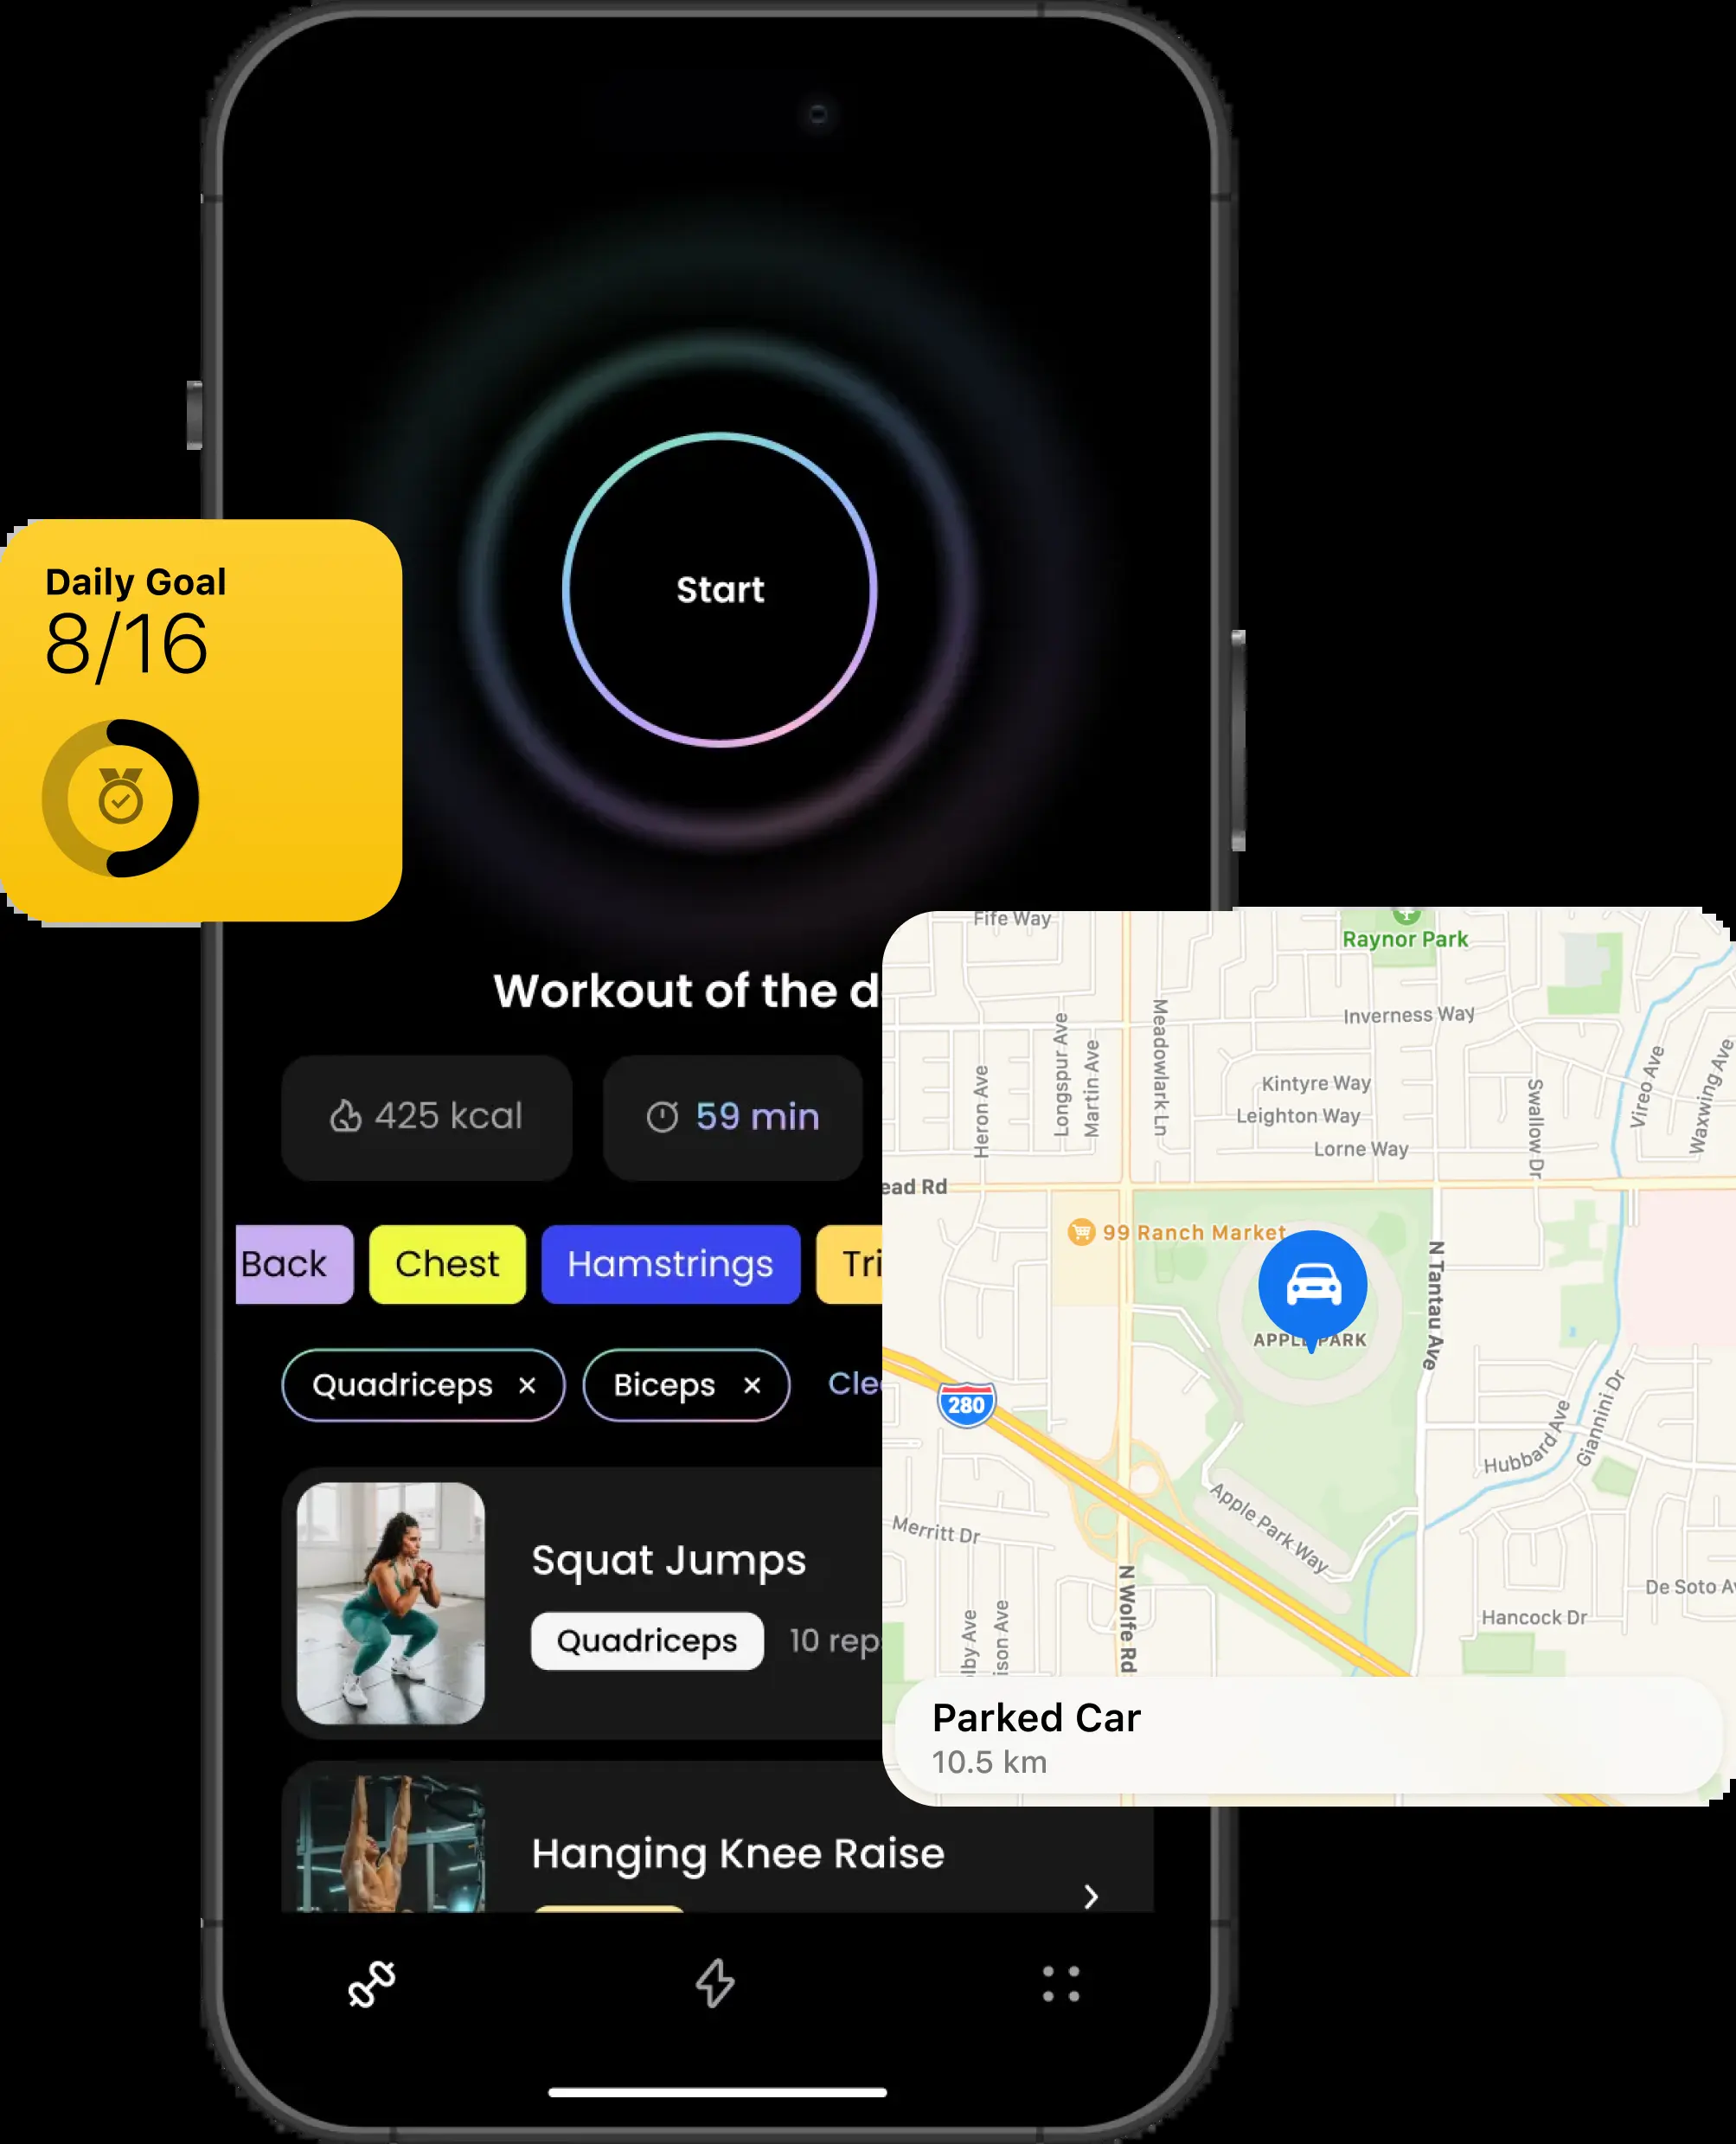 Start
Daily Goal
8/16
Workout of the d
425 kcal
59 min
Back
Chest
Hamstrings
Tri
Quadriceps ×
Biceps ×
Cle
Squat Jumps
Quadriceps
10 rep
Hanging Knee Raise
Fife Way
Raynor Park
Inverness Way
Longspur Ave
Martin Ave
Meadowlark Ln
Heron Ave
Kintyre Way
Leighton Way
Lorne Way
Swallow Dr
Vireo Ave
Waxwing Ave
ead Rd
99 Ranch Market
N Tantau Ave
APPLE PARK
280
Hubbard Ave
Giannini Dr
Merritt Dr
Apple Park Way
N Wolfe Rd
De Soto Av
Hancock Dr
lby Ave
ison Ave
Parked Car
10.5 km